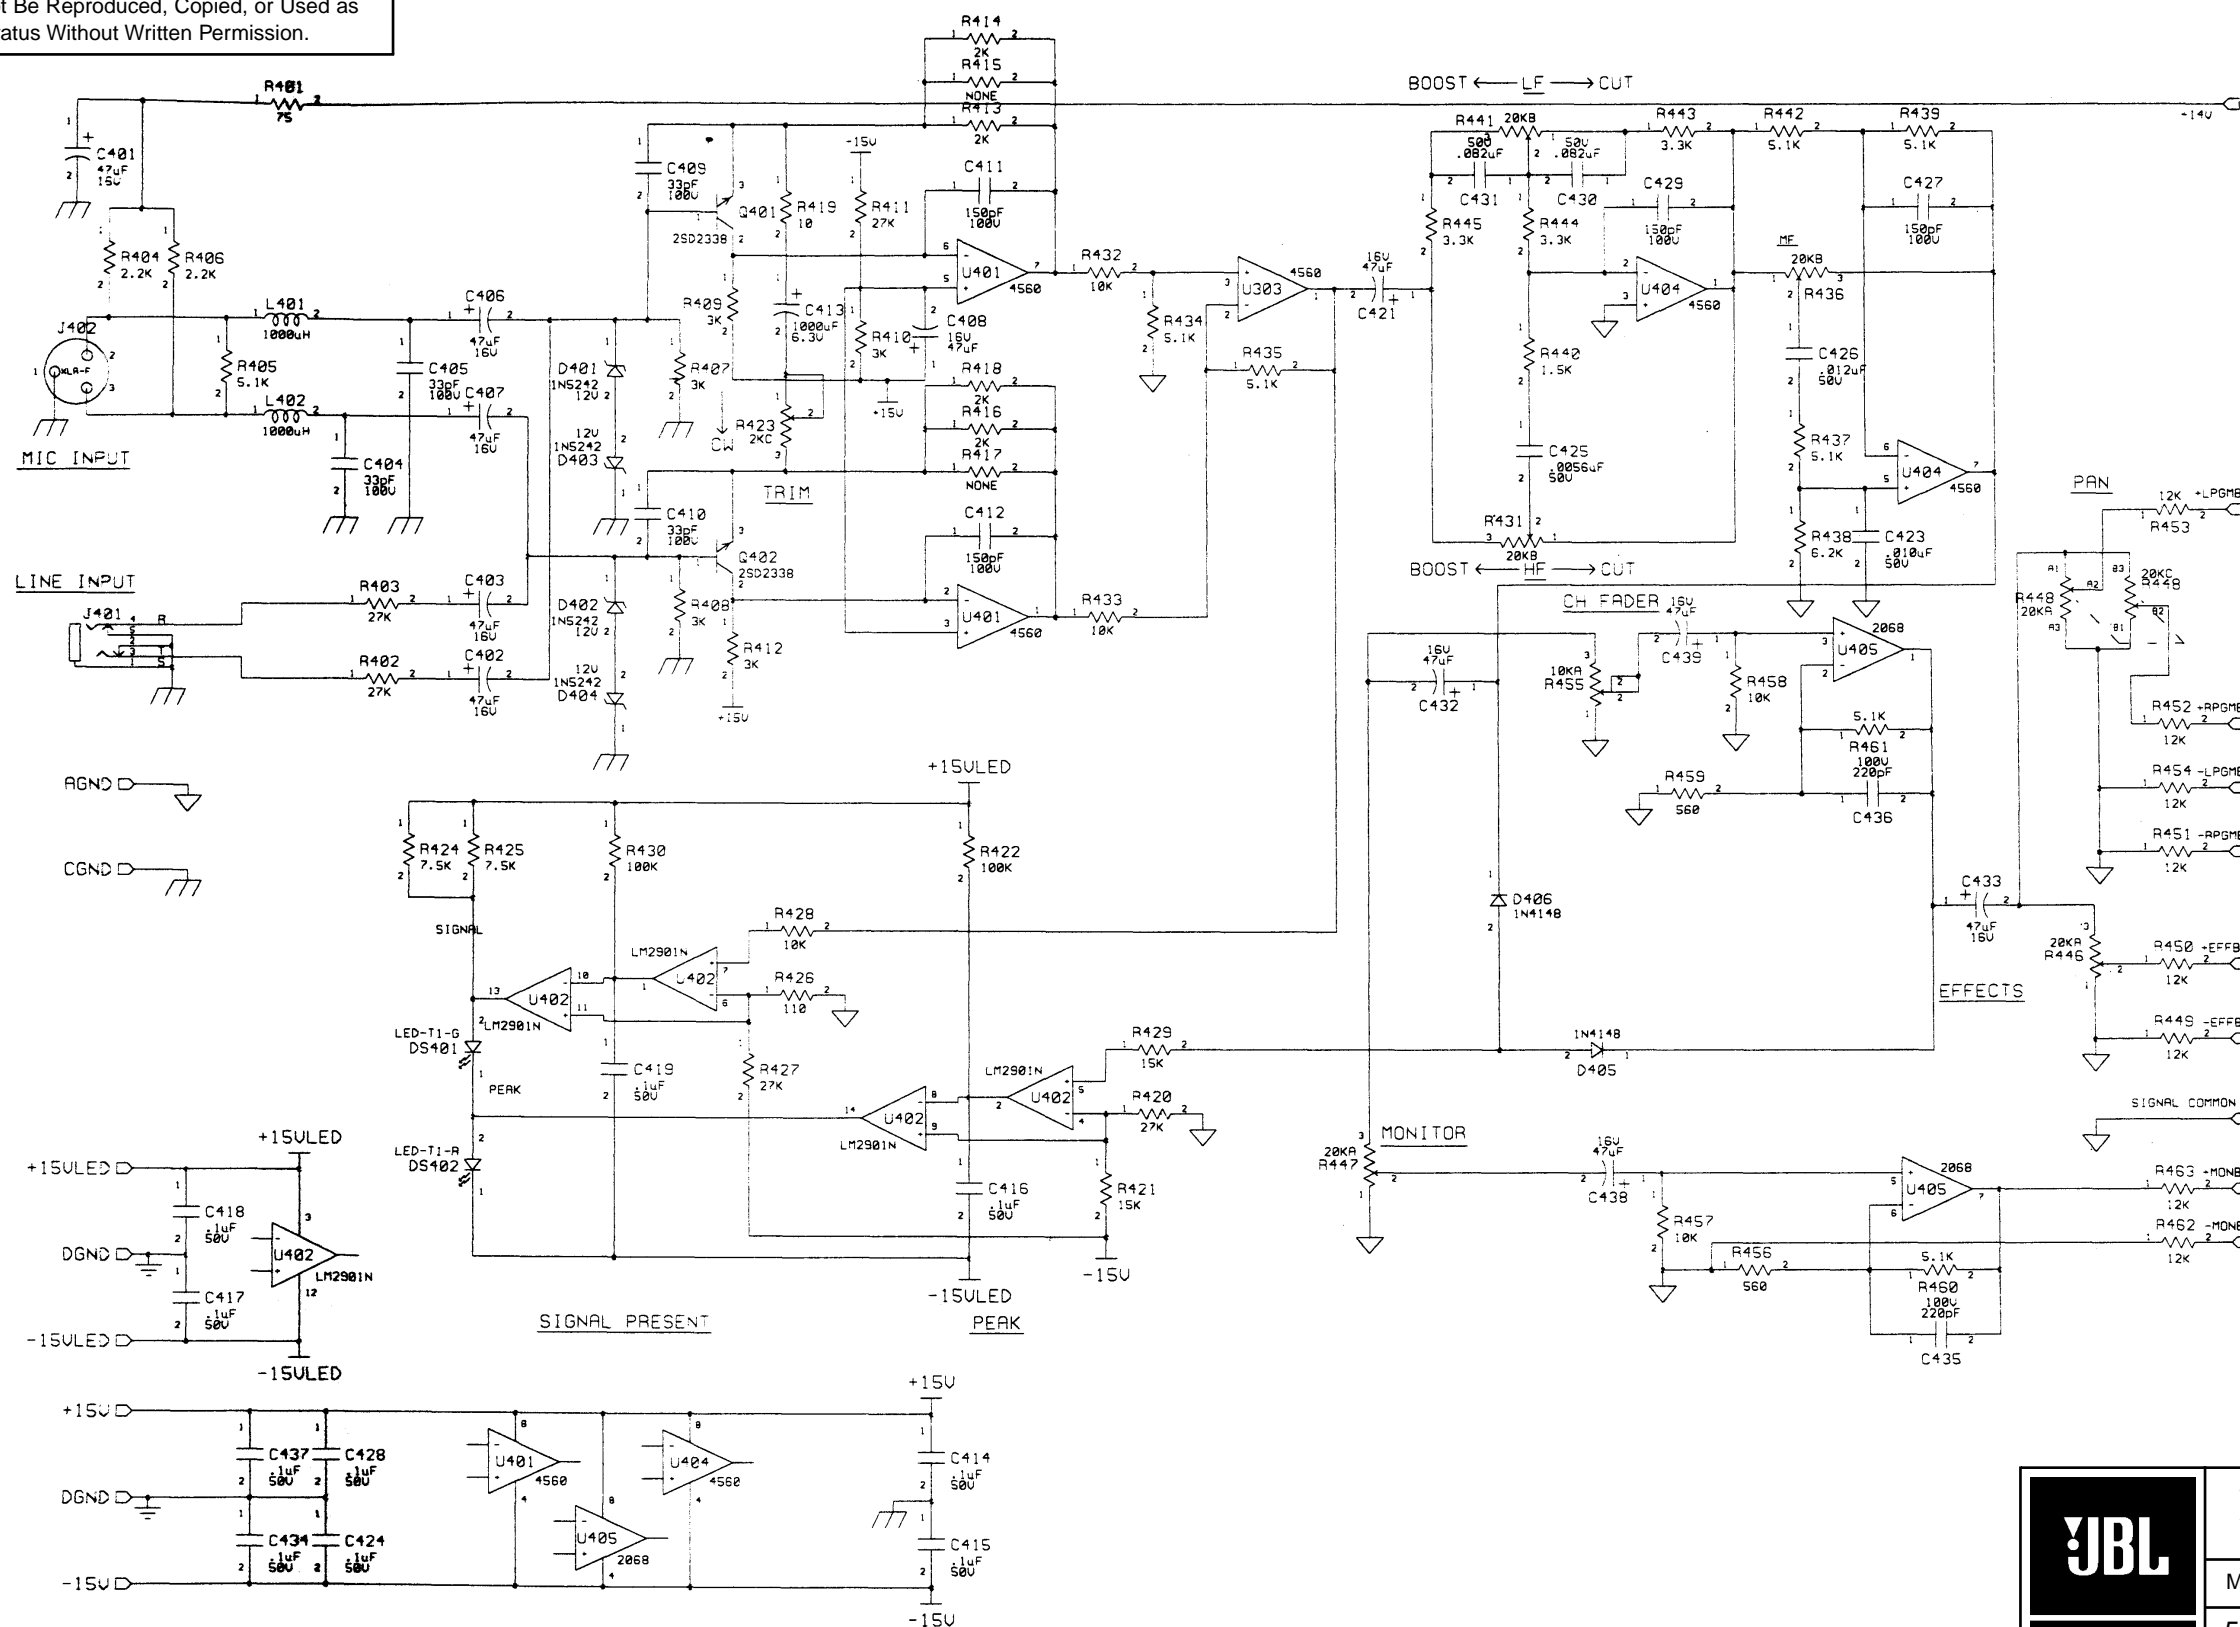 ot Be Reproduced, Copied, or Used as
ratus Without Written Permission.
R401
1 2
75
C401
47uF
16V
R404
2.2K
R406
2.2K
J402
XLR-F
MIC INPUT
R405
5.1K
L401
1000uH
L402
1000uH
C406
47uF
16V
C405
33pF
100V
C407
47uF
16V
C404
33pF
100V
LINE INPUT
J401
R
S
T
S
R403
27K
C403
47uF
16V
R402
27K
C402
47uF
16V
D401
1N5242
12V
12V
1N5242
D403
D402
1N5242
12V
12V
1N5242
D404
R407
3K
R408
3K
C409
33pF
100V
Q401
2SD2338
R409
3K
CW
C410
33pF
100V
Q402
2SD2338
R412
3K
+15V
R419
10
C413
1000uF
6.3V
R423
2KC
TRIM
-15V
R411
27K
R410
3K
C408
16V
47uF
+15V
R414
2K
R415
NONE
R413
2K
C411
150pF
100V
U401
4560
R418
2K
R416
2K
R417
NONE
C412
150pF
100V
U401
4560
R432
10K
R433
10K
R434
5.1K
U303
4560
R435
5.1K
16V
47uF
C421
BOOST ← LF → CUT
R441 20KB
50V
.082uF
C431
50V
.082uF
C430
R443
3.3K
R442
5.1K
R439
5.1K
-14V
R445
3.3K
R444
3.3K
C429
150pF
100V
U404
4560
C427
150pF
100V
MF
20KB
R436
R440
1.5K
C425
.0056uF
50V
C426
.012uF
50V
R437
5.1K
R438
6.2K
C423
.010uF
50V
U404
4560
R431
20KB
BOOST ← HF → CUT
CH FADER
16V
47uF
C439
16V
47uF
C432
10KA
R455
R458
10K
2068
U405
5.1K
R461
100V
220pF
C436
R459
560
PAN
12K +LPGMB
R453
R448
20KA
20KC
R448
R452 +RPGMB
12K
R454 -LPGMB
12K
R451 -RPGMB
12K
C433
47uF
16V
20KA
R446
R450 +EFFB
12K
EFFECTS
R449 -EFFB
12K
SIGNAL COMMON
AGND
CGND
+15VLED
R424
7.5K
R425
7.5K
R430
100K
R422
100K
SIGNAL
R428
10K
LM2901N
U402
U402
LM2901N
R426
110
LED-T1-G
DS401
C419
.1uF
50V
R427
27K
PEAK
LED-T1-R
DS402
U402
LM2901N
LM2901N
U402
R429
15K
R420
27K
C416
.1uF
50V
R421
15K
-15V
-15VLED
SIGNAL PRESENT
PEAK
D406
1N4148
1N4148
D405
MONITOR
20KA
R447
16V
47uF
C438
R457
10K
2068
U405
R456
560
5.1K
R460
100V
220pF
C435
R463 +MONB
12K
R462 -MONB
12K
+15VLED
+15VLED
C418
.1uF
50V
DGND
U402
LM2901N
C417
.1uF
50V
-15VLED
-15VLED
+15V
C437
.1uF
50V
C428
.1uF
50V
DGND
C434
.1uF
50V
C424
.1uF
50V
-15V
U401
4560
U405
2068
U404
4560
+15V
C414
.1uF
50V
C415
.1uF
50V
-15V
JBL